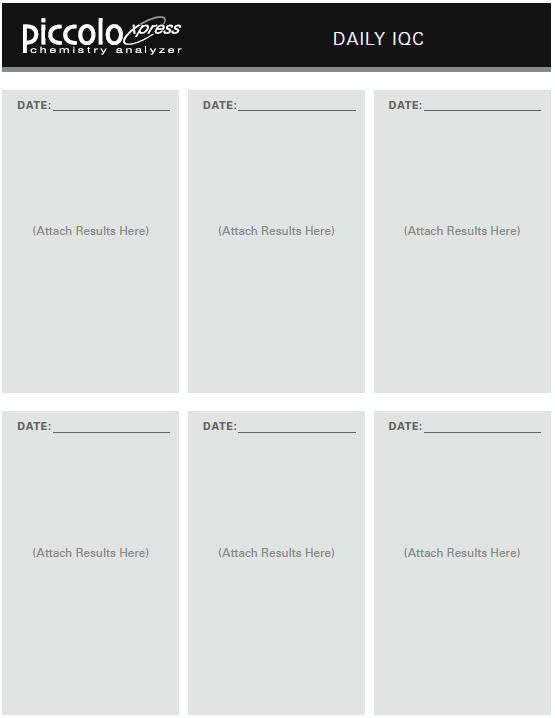 piccolo xpress
chemistry analyzer
DAILY IQC
DATE:
DATE:
DATE:
(Attach Results Here)
(Attach Results Here)
(Attach Results Here)
DATE:
DATE:
DATE:
(Attach Results Here)
(Attach Results Here)
(Attach Results Here)